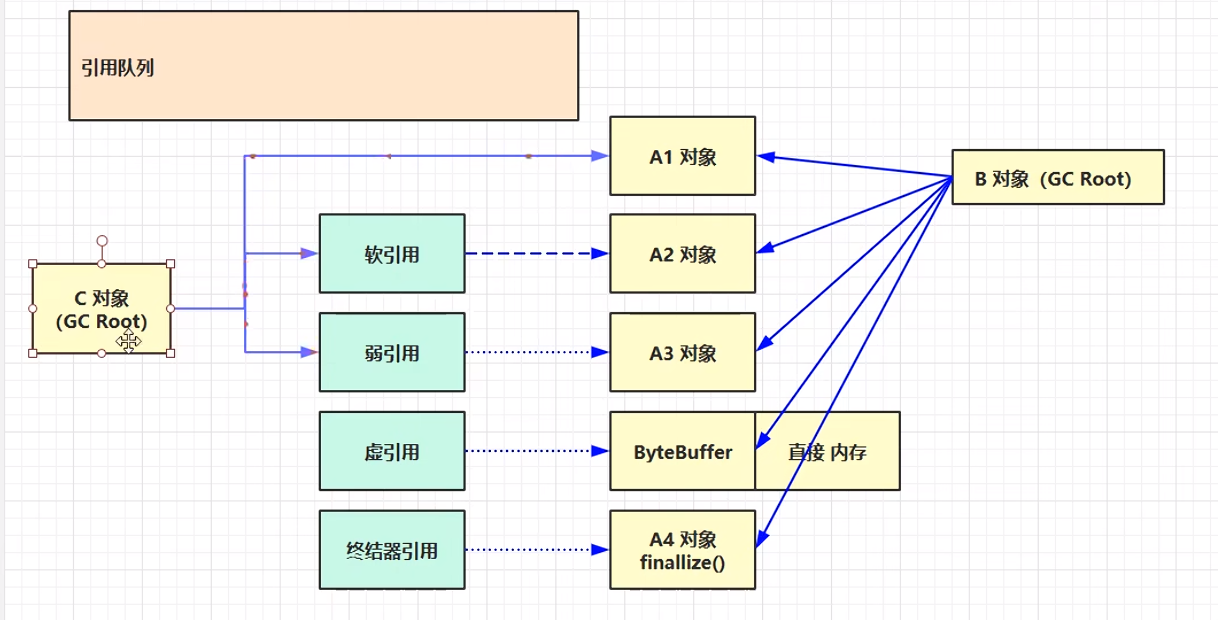 引用队列
A1 对象
B 对象（GC Root）
软引用
A2 对象
C 对象
(GC Root)
弱引用
A3 对象
虚引用
ByteBuffer
直接 内存
终结器引用
A4 对象
finallize()